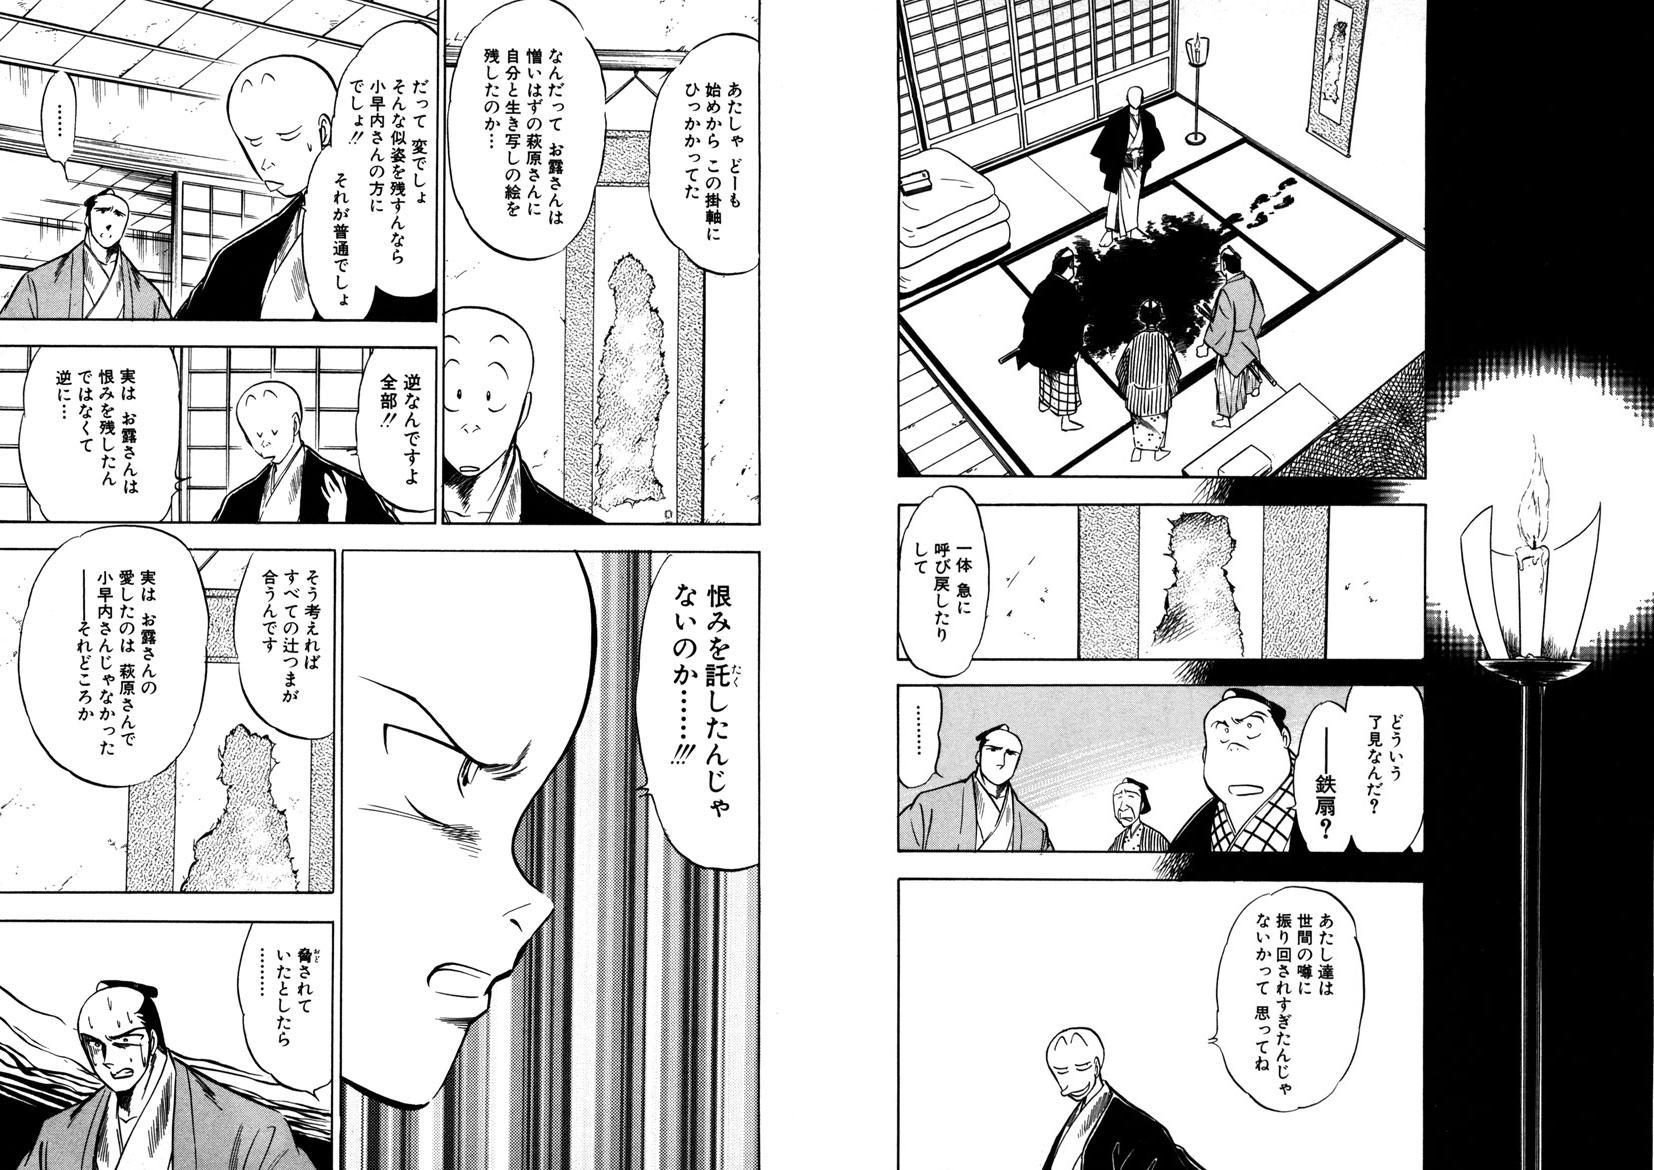 一体 急に
呼び戻したり
して
どういう
了見なんだ？
――鉄扇？
………
あたし達は
世間の噂に
振り回されすぎたんじゃ
ないかって 思ってね
あたしゃ どーも
始めから この掛軸に
ひっかかってた
なんだって お露さんは
憎いはずの萩原さんに
自分と生き写しの絵を
残したのか…
だって 変でしょ
そんな似姿を残すんなら
小早内さんの方に
でしょ!!
それが普通でしょ
……
逆なんですよ
全部!!
実は お露さんは
恨みを残したん
ではなくて
逆に…
恨みを託したんじゃ
たく
ないのか……!!!
そう考えれば
すべての辻つまが
合うんです
実は お露さんの
愛したのは 萩原さんで
小早内さんじゃなかった
――それどころか
脅されて
おど
いたとしたら
………